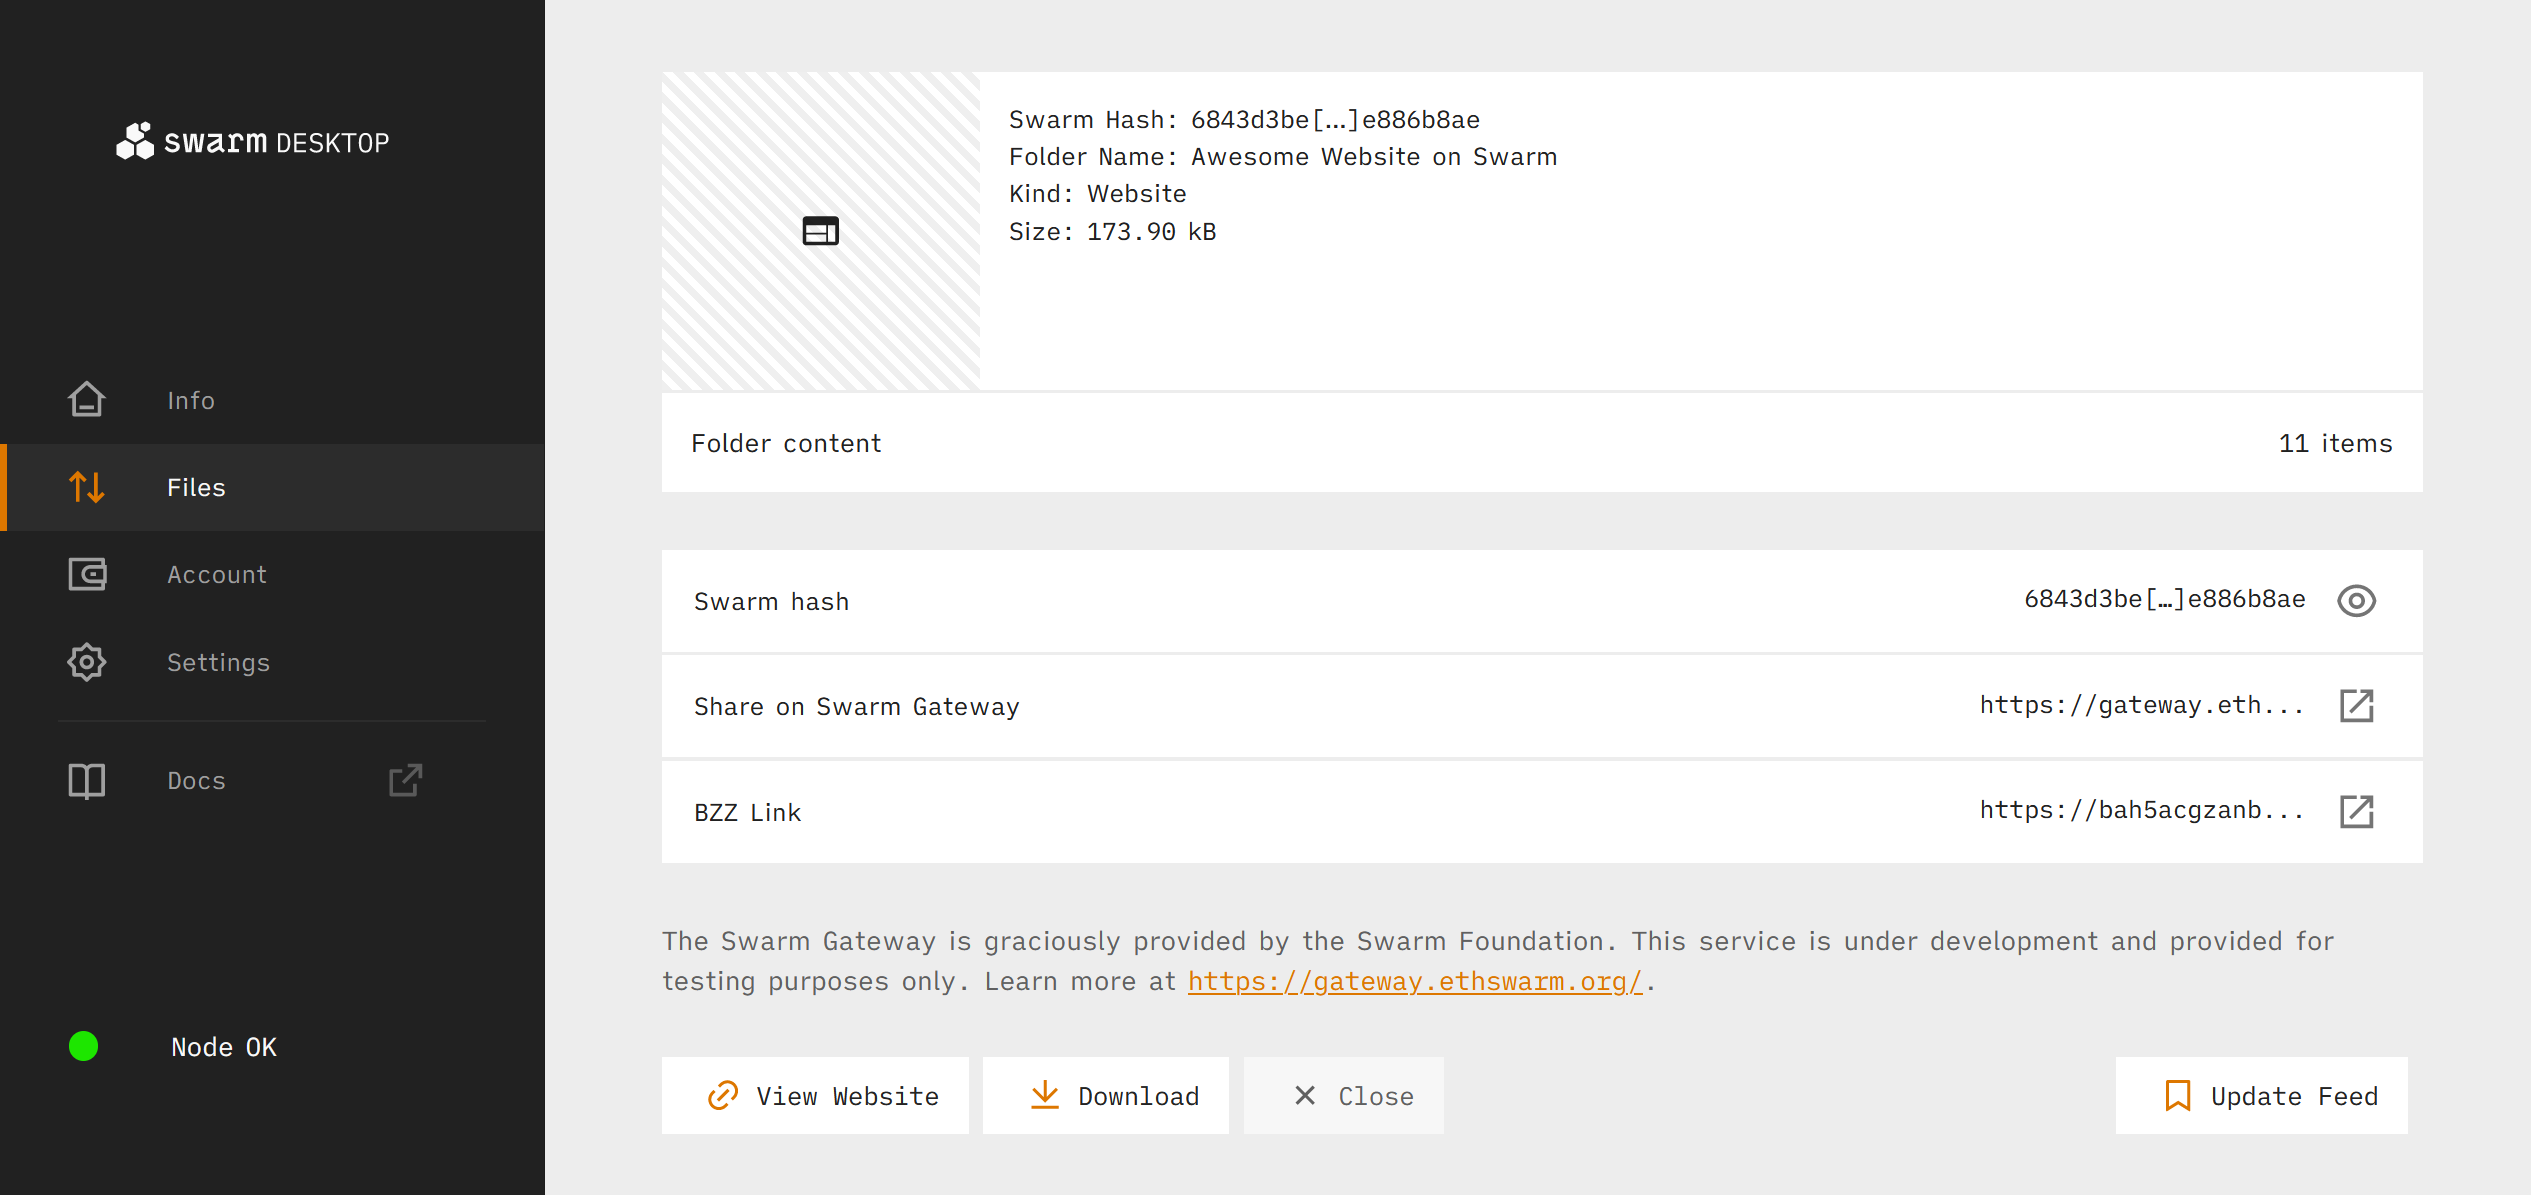 swarm DESKTOP
Info
Files
Account
Settings
Docs
Node OK
Swarm Hash: 6843d3be[…]e886b8ae
Folder Name: Awesome Website on Swarm
Kind: Website
Size: 173.90 kB
Folder content
11 items
Swarm hash
6843d3be[…]e886b8ae
Share on Swarm Gateway
https://gateway.eth...
BZZ Link
https://bah5acgzanb...
The Swarm Gateway is graciously provided by the Swarm Foundation. This service is under development and provided for
testing purposes only. Learn more at https://gateway.ethswarm.org/.
View Website
Download
Close
Update Feed